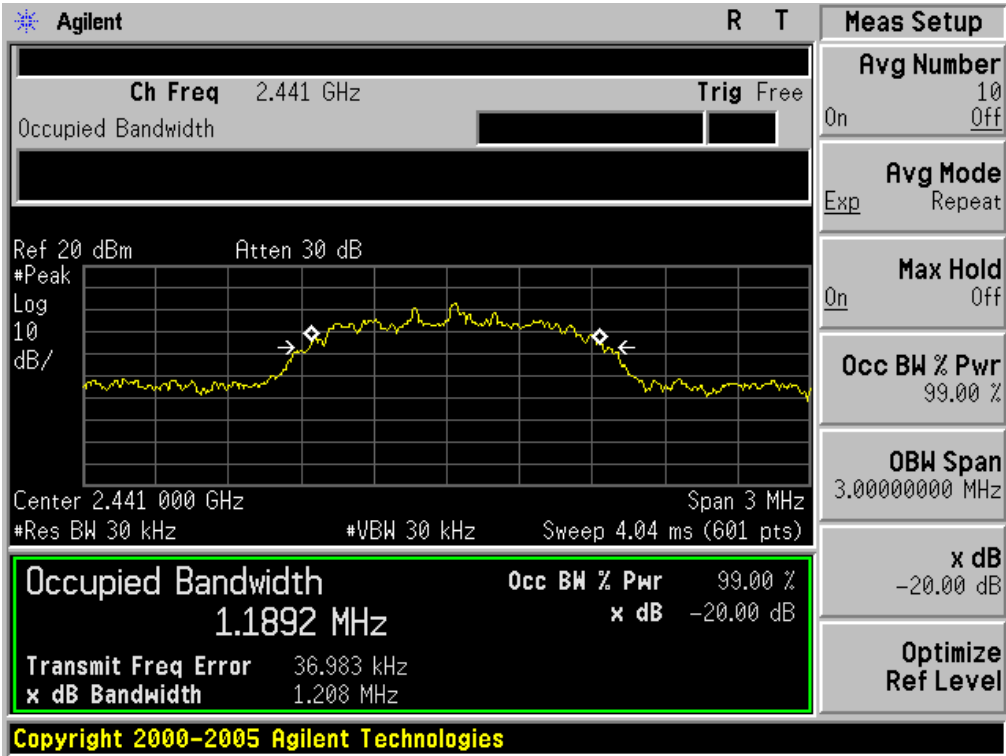 Agilent R T
Ch Freq 2.441 GHz Trig Free
Occupied Bandwidth
Ref 20 dBm Atten 30 dB
#Peak
Log
10
dB/
Center 2.441 000 GHz Span 3 MHz
#Res BW 30 kHz #VBW 30 kHz Sweep 4.04 ms (601 pts)
Occupied Bandwidth
1.1892 MHz
Occ BW % Pwr 99.00 %
x dB -20.00 dB
Transmit Freq Error 36.983 kHz
x dB Bandwidth 1.208 MHz
Copyright 2000-2005 Agilent Technologies
Meas Setup
Avg Number
10
On Off
Avg Mode
Exp Repeat
Max Hold
On Off
Occ BW % Pwr
99.00 %
OBW Span
3.00000000 MHz
x dB
-20.00 dB
Optimize
Ref Level